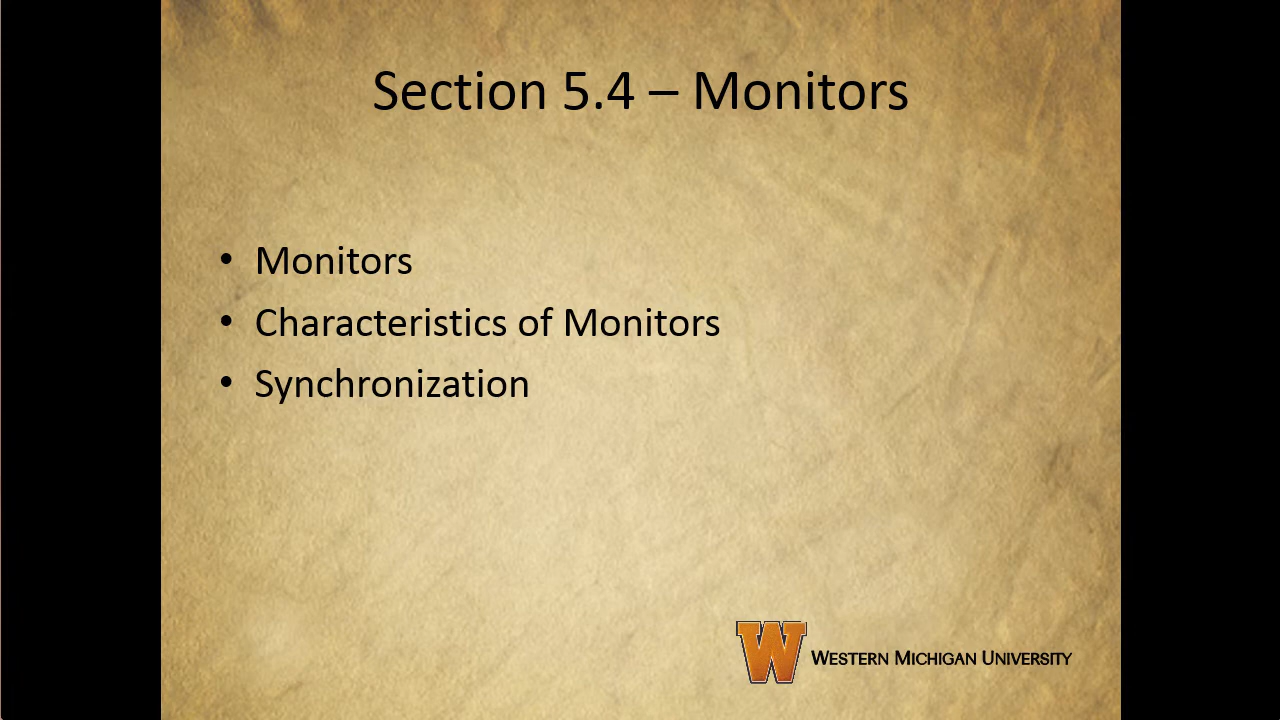 Section 5.4 – Monitors
• Monitors
• Characteristics of Monitors
• Synchronization
W WESTERN MICHIGAN UNIVERSITY